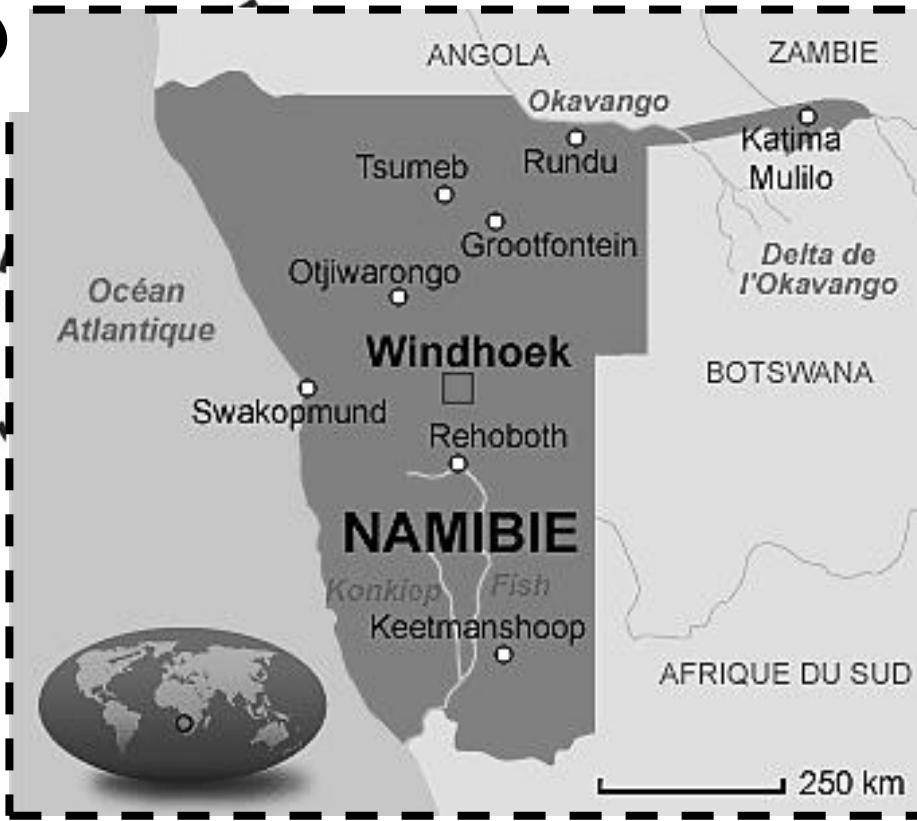 ANGOLA
ZAMBIE
Okavango
Katima
Mulilo
Rundu
Tsumeb
Grootfontein
Delta de
l'Okavango
Otjiwarongo
Océan
Atlantique
Windhoek
BOTSWANA
Swakopmund
Rehoboth
NAMIBIE
Konkiep
Fish
Keetmanshoop
AFRIQUE DU SUD
250 km